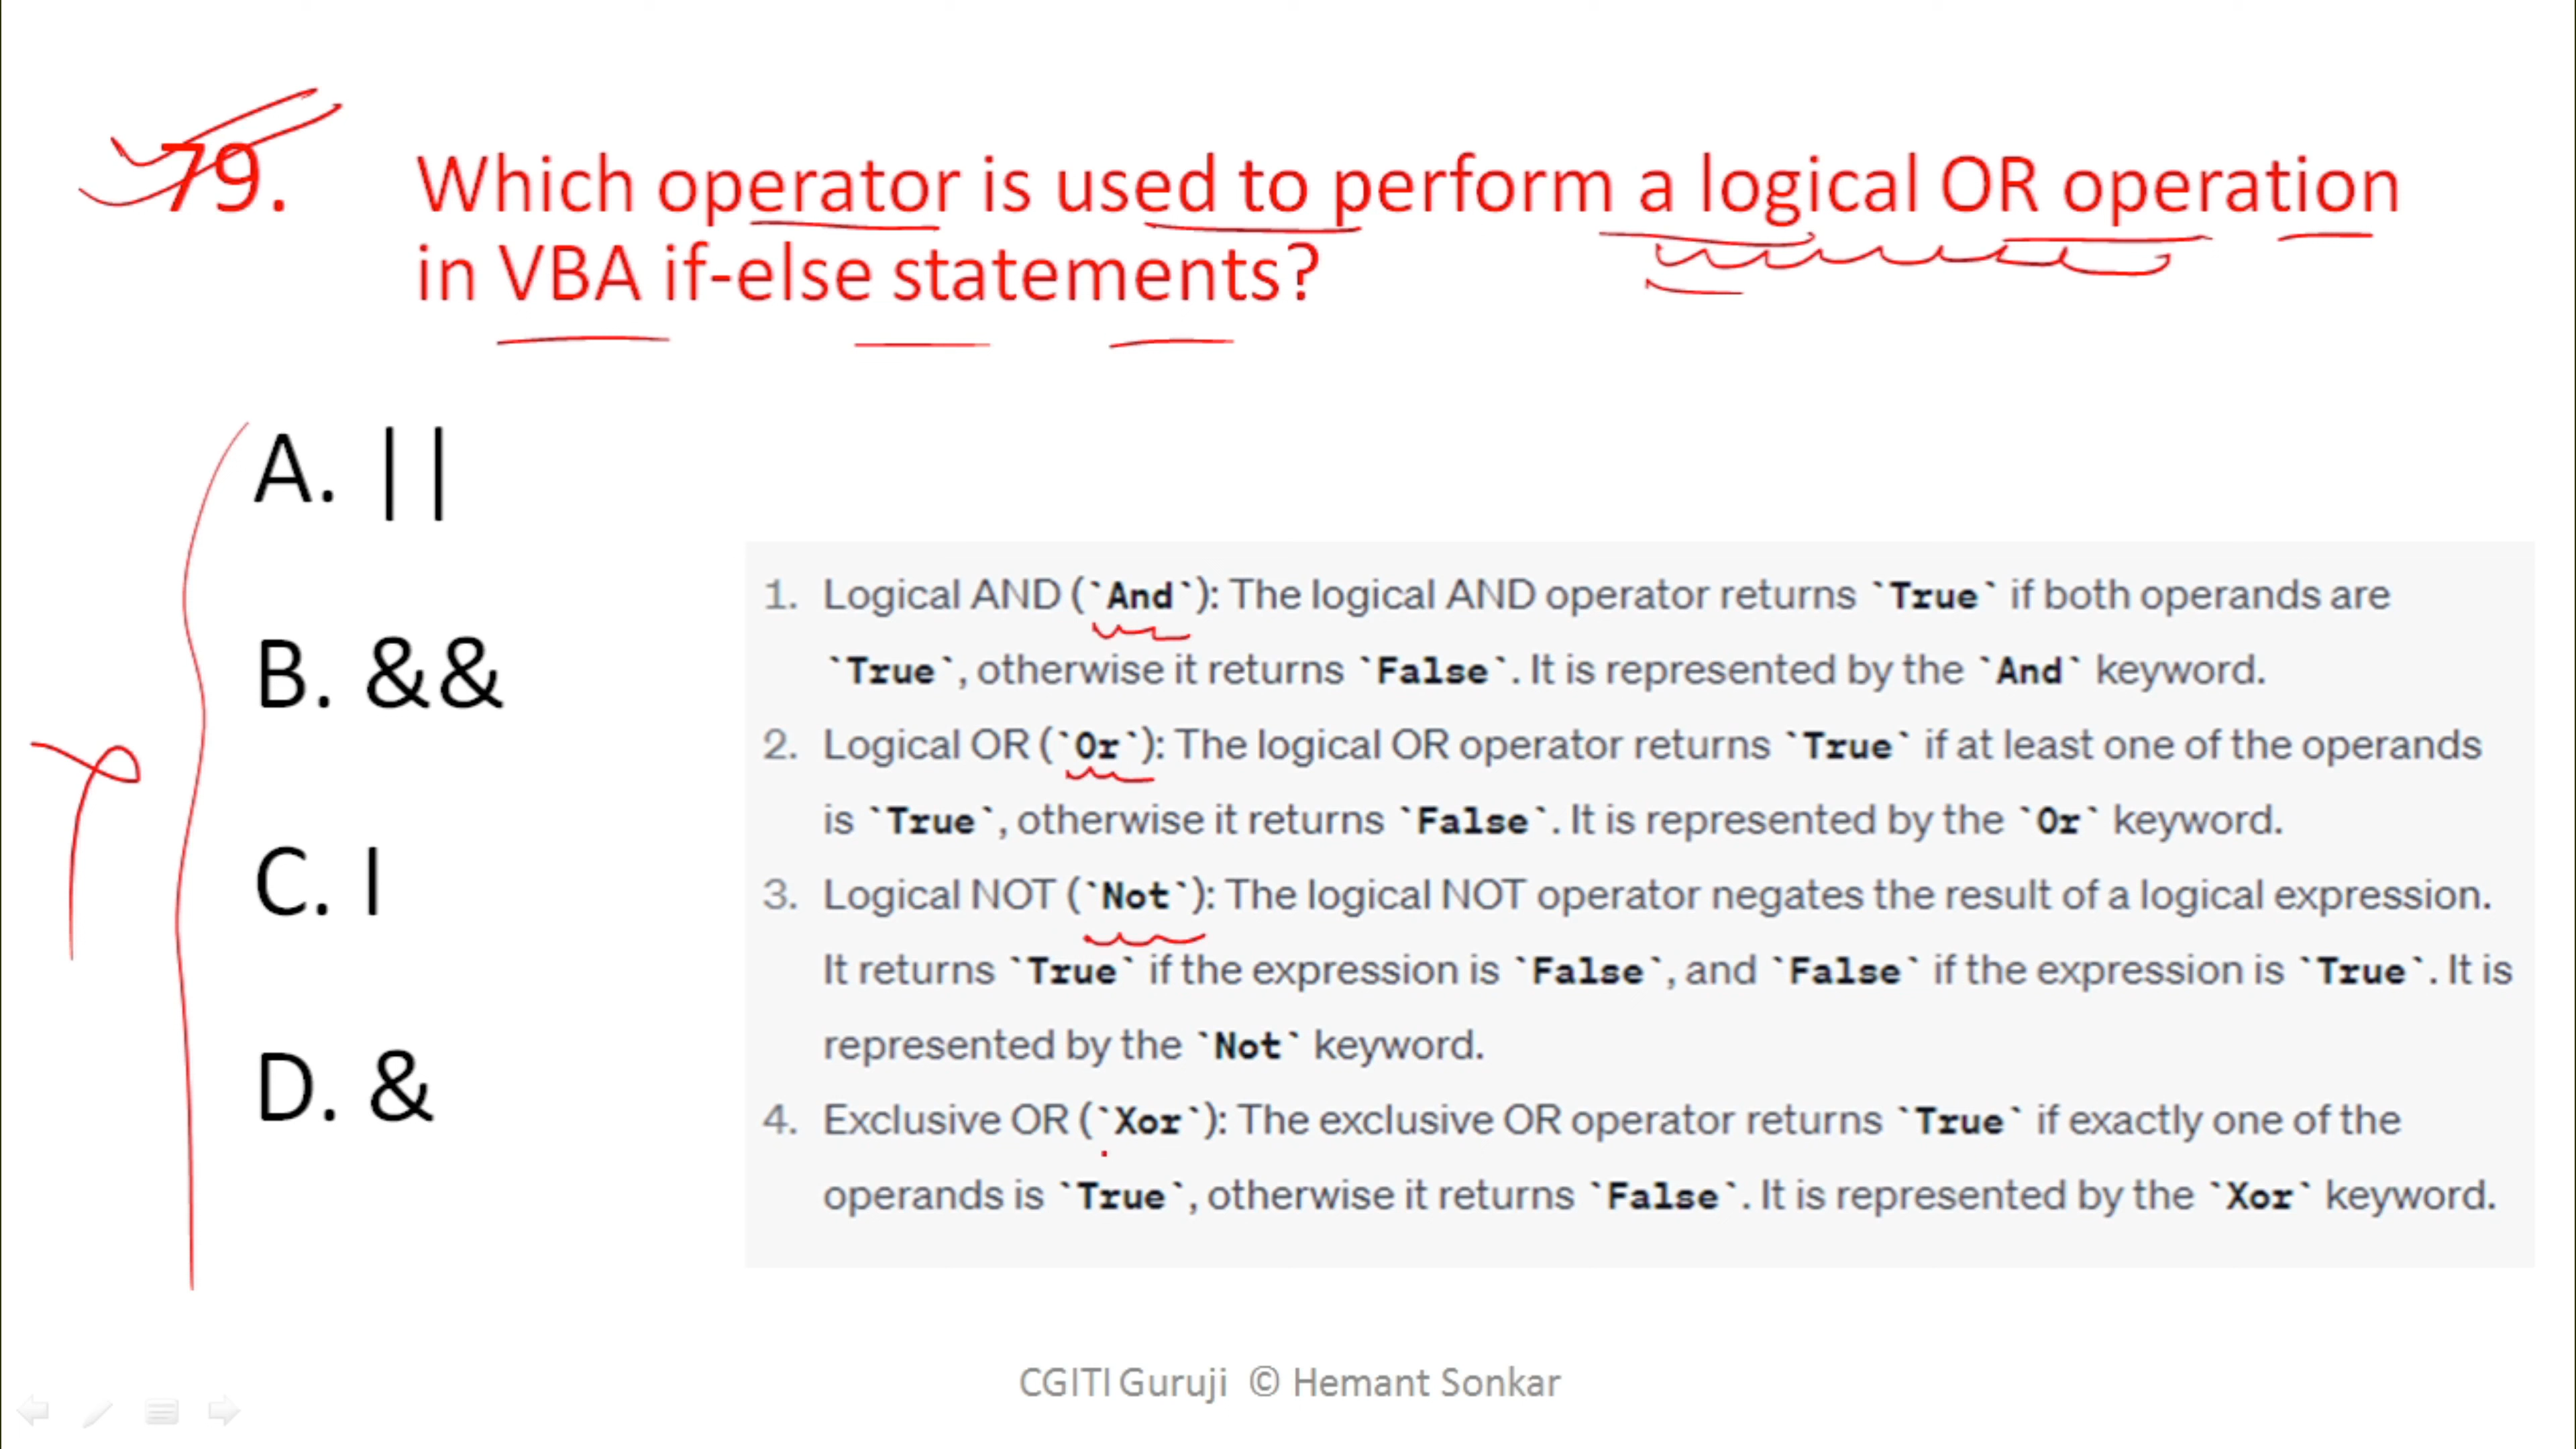 79. Which operator is used to perform a logical OR operation
in VBA if-else statements?
A. ||
B. &&
C. I
D. &
1. Logical AND (`And`): The logical AND operator returns `True` if both operands are
`True`, otherwise it returns `False`. It is represented by the `And` keyword.
2. Logical OR (`Or`): The logical OR operator returns `True` if at least one of the operands
is `True`, otherwise it returns `False`. It is represented by the `Or` keyword.
3. Logical NOT (`Not`): The logical NOT operator negates the result of a logical expression.
It returns `True` if the expression is `False`, and `False` if the expression is `True`. It is
represented by the `Not` keyword.
4. Exclusive OR (`Xor`): The exclusive OR operator returns `True` if exactly one of the
operands is `True`, otherwise it returns `False`. It is represented by the `Xor` keyword.
CGITI Guruji © Hemant Sonkar